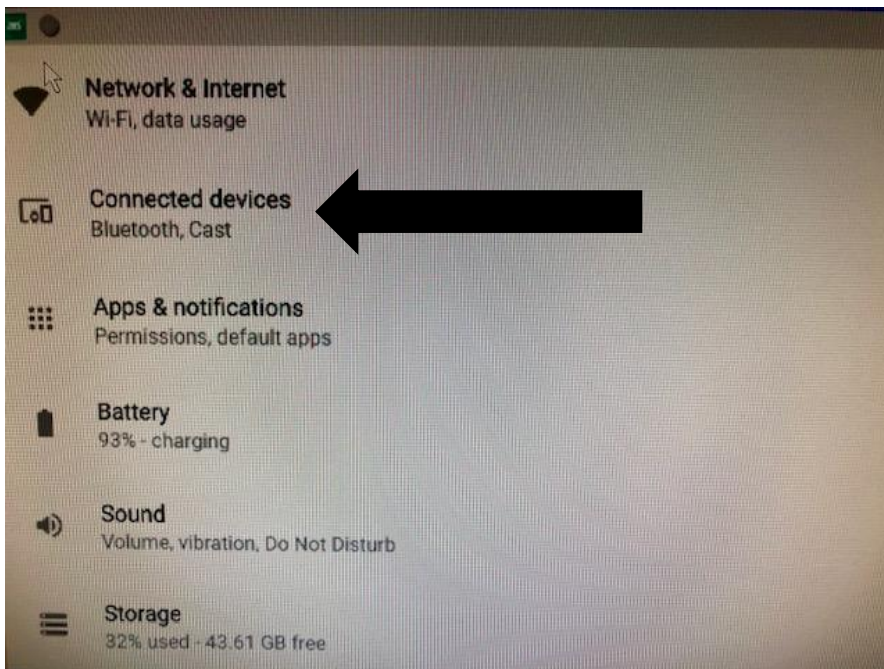 Network & Internet
Wi-Fi, data usage
Connected devices
Bluetooth, Cast
Apps & notifications
Permissions, default apps
Battery
93% - charging
Sound
Volume, vibration, Do Not Disturb
Storage
32% used - 43.61 GB free